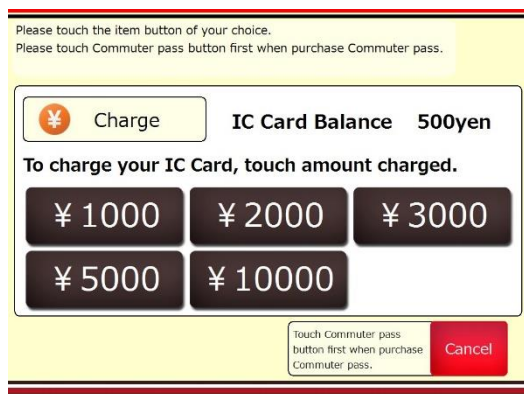 Please touch the item button of your choice.
Please touch Commuter pass button first when purchase Commuter pass.
¥ Charge
IC Card Balance 500yen
To charge your IC Card, touch amount charged.
¥1000 ¥2000 ¥3000
¥5000 ¥10000
Touch Commuter pass
button first when purchase
Commuter pass.
Cancel